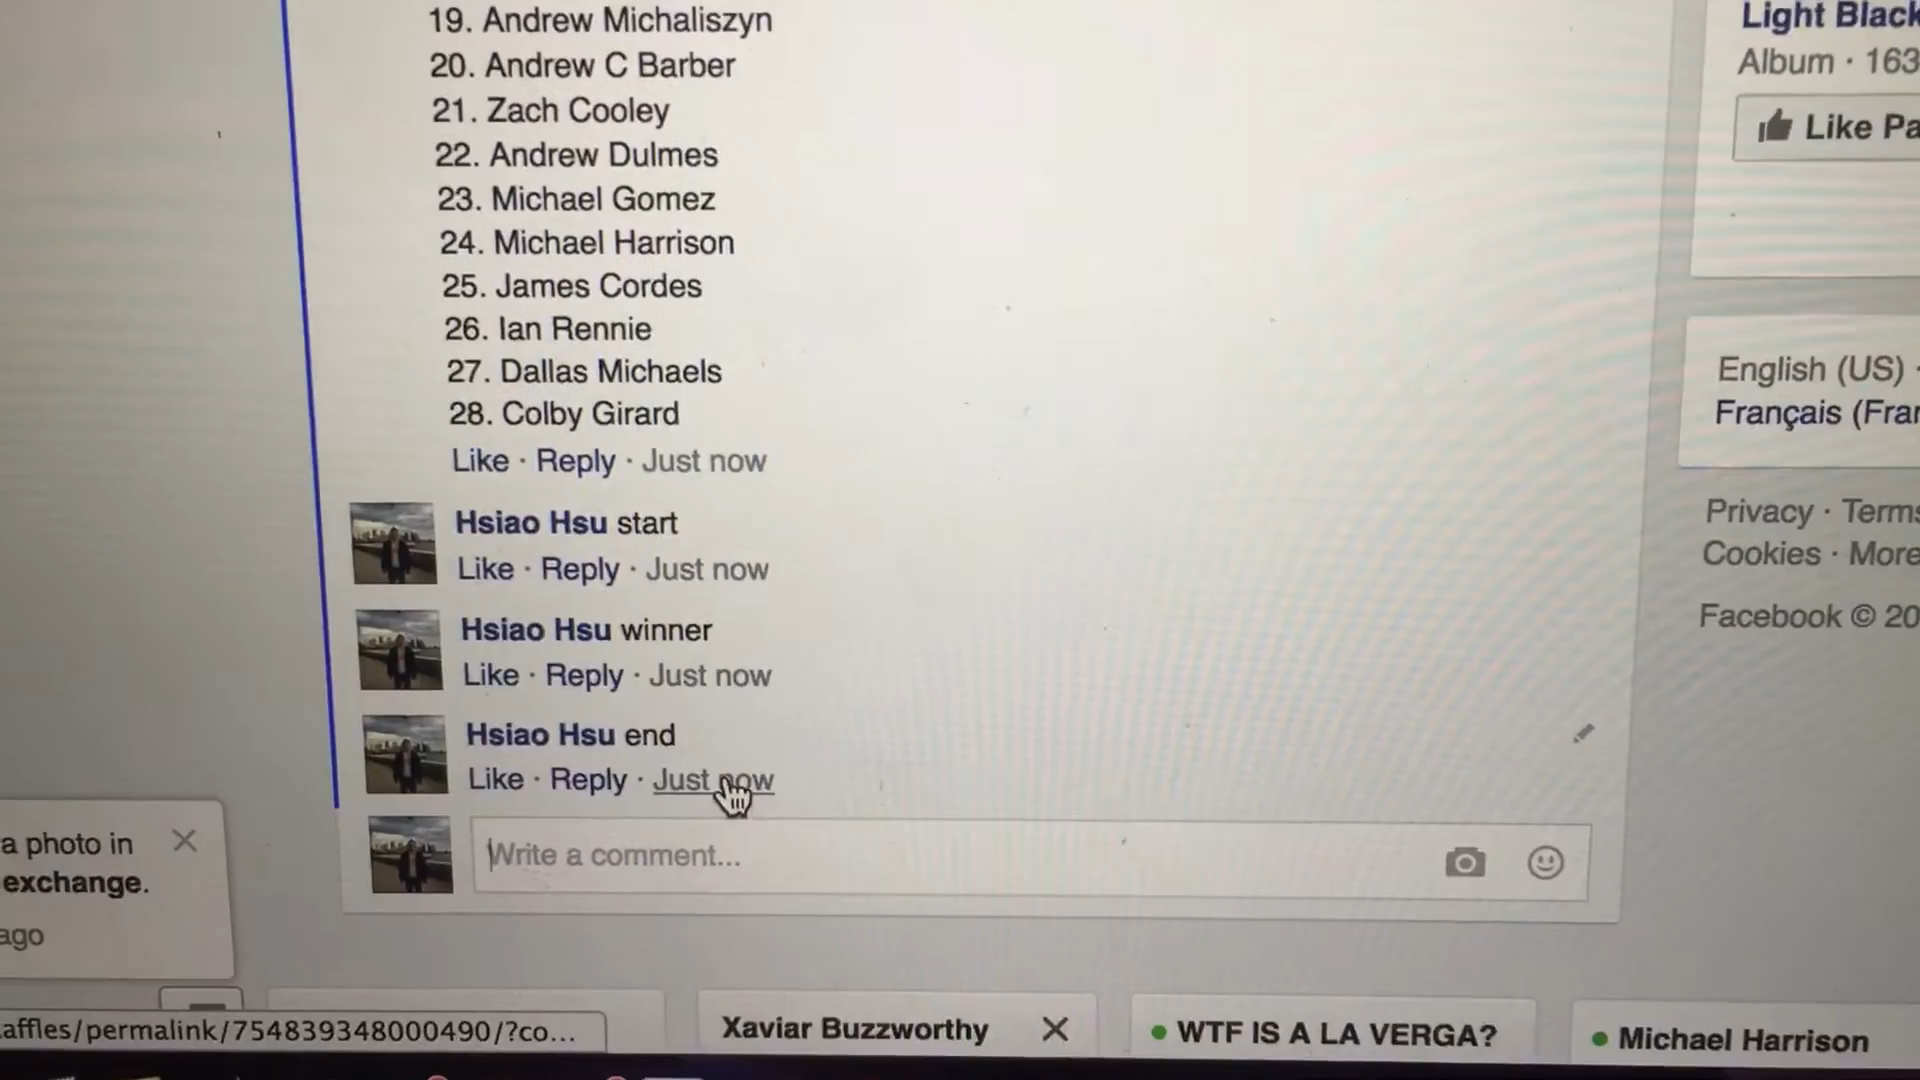 19. Andrew Michaliszyn
20. Andrew C Barber
21. Zach Cooley
22. Andrew Dulmes
23. Michael Gomez
24. Michael Harrison
25. James Cordes
26. Ian Rennie
27. Dallas Michaels
28. Colby Girard
Like · Reply · Just now
Hsiao Hsu start
Like · Reply · Just now
Hsiao Hsu winner
Like · Reply · Just now
Hsiao Hsu end
Like · Reply · Just now
Write a comment...
Light Black
Album · 163
Like Pa
English (US) ·
Français (Fran
Privacy · Terms
Cookies · More
Facebook © 20
a photo in
exchange.
ago
affles/permalink/754839348000490/?co...
Xaviar Buzzworthy
WTF IS A LA VERGA?
Michael Harrison